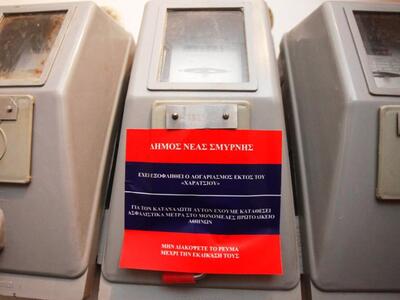 ΔΗΜΟΣ ΝΕΑΣ ΣΜΥΡΝΗΣ
ΕΧΕΙ ΕΞΟΦΛΗΘΕΙ Ο ΛΟΓΑΡΙΑΣΜΟΣ ΕΚΤΟΣ ΤΟΥ
«ΧΑΡΑΤΣΙΟΥ»
ΓΙΑ ΤΟΝ ΚΑΤΑΝΑΛΩΤΗ ΑΥΤΟΝ ΕΧΟΥΜΕ ΚΑΤΑΘΕΣΕΙ
ΑΣΦΑΛΙΣΤΙΚΑ ΜΕΤΡΑ ΣΤΟ ΜΟΝΟΜΕΛΕΣ ΠΡΩΤΟΔΙΚΕΙΟ
ΑΘΗΝΩΝ
ΜΗΝ ΔΙΑΚΟΨΕΤΕ ΤΟ ΡΕΥΜΑ
ΜΕΧΡΙ ΤΗΝ ΕΚΔΙΚΑΣΗ ΤΟΥΣ